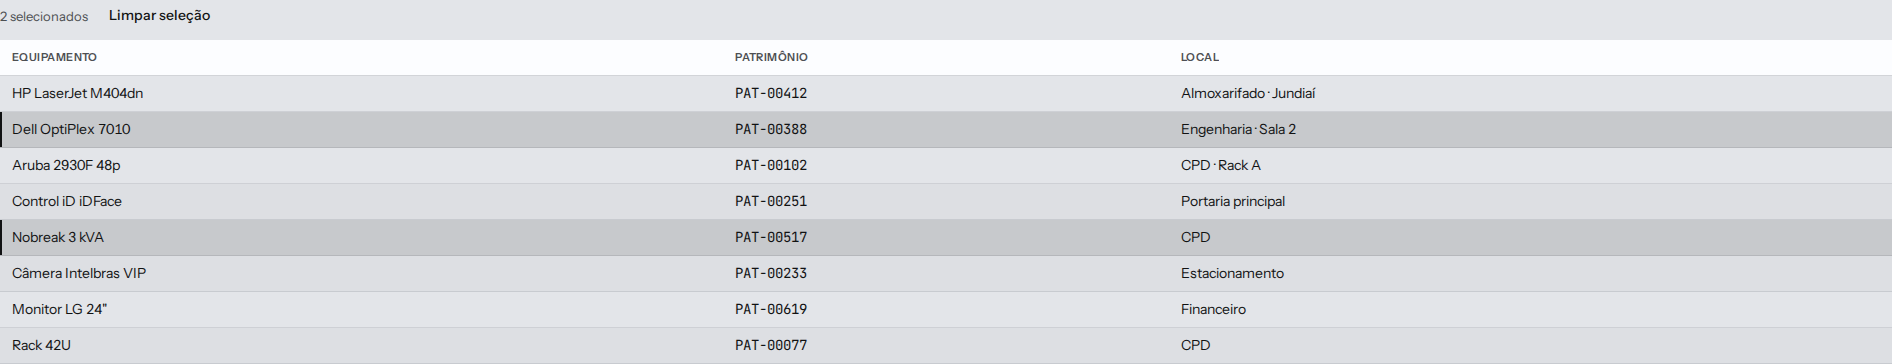 2 selecionados Limpar seleção
EQUIPAMENTO PATRIMÔNIO LOCAL
HP LaserJet M404dn PAT-00412 Almoxarifado · Jundiaí
Dell OptiPlex 7010 PAT-00388 Engenharia · Sala 2
Aruba 2930F 48p PAT-00102 CPD · Rack A
Control iD iDFace PAT-00251 Portaria principal
Nobreak 3 kVA PAT-00517 CPD
Câmera Intelbras VIP PAT-00233 Estacionamento
Monitor LG 24" PAT-00619 Financeiro
Rack 42U PAT-00077 CPD